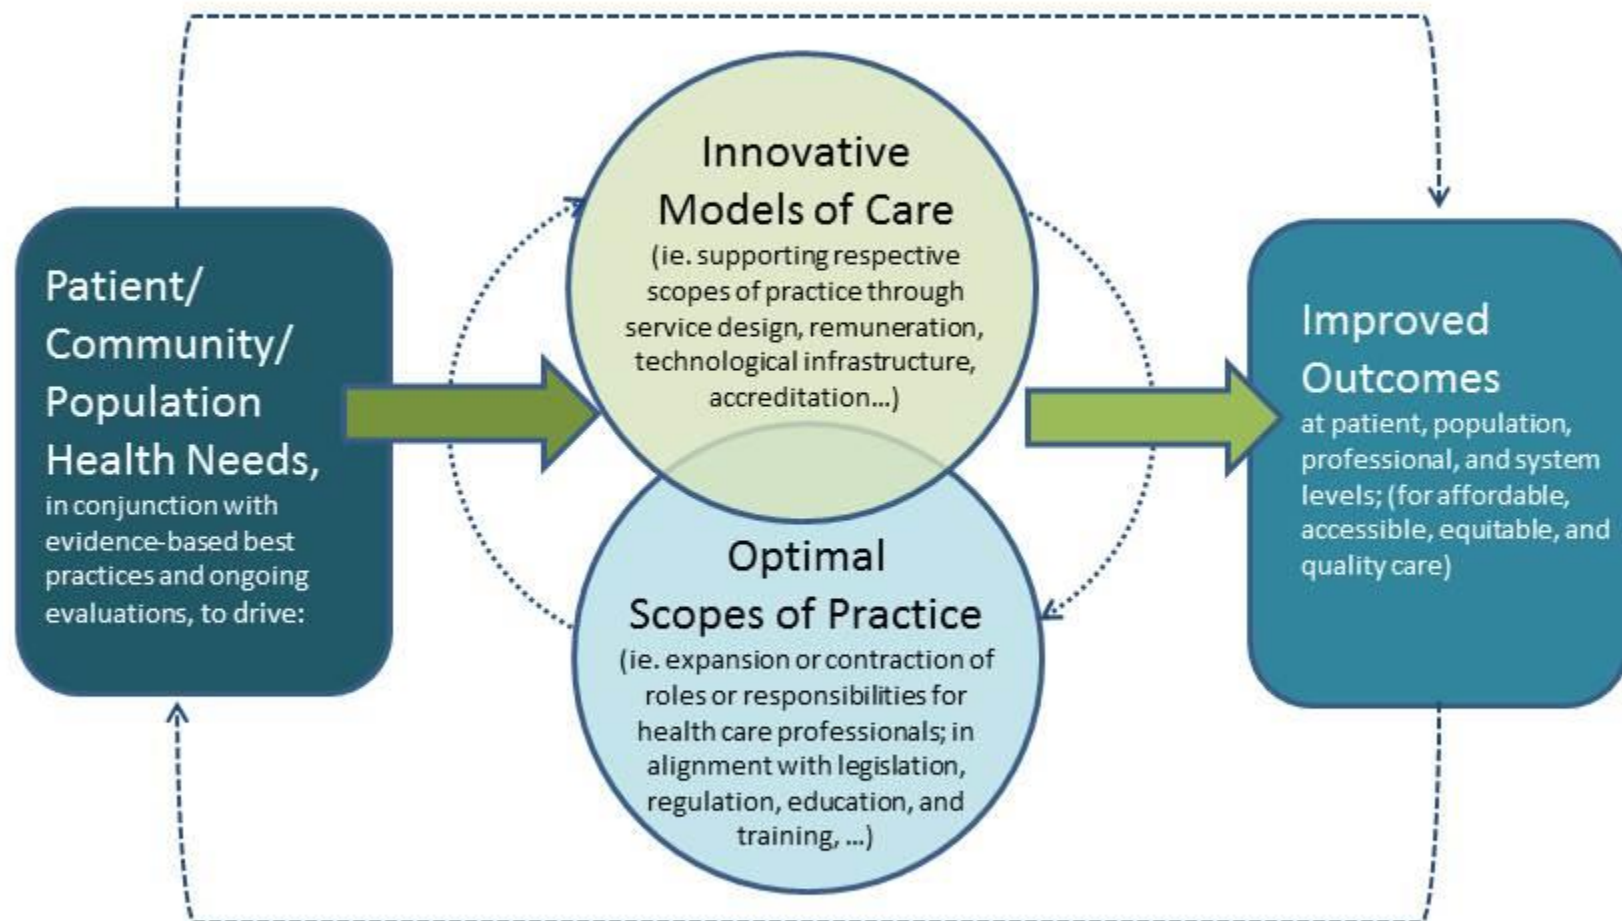 Patient/
Community/
Population
Health Needs,
in conjunction with
evidence-based best
practices and ongoing
evaluations, to drive:
Innovative
Models of Care
(ie. supporting respective
scopes of practice through
service design, remuneration,
technological infrastructure,
accreditation...)
Optimal
Scopes of Practice
(ie. expansion or contraction of
roles or responsibilities for
health care professionals; in
alignment with legislation,
regulation, education, and
training, ...)
Improved
Outcomes
at patient, population,
professional, and system
levels; (for affordable,
accessible, equitable, and
quality care)